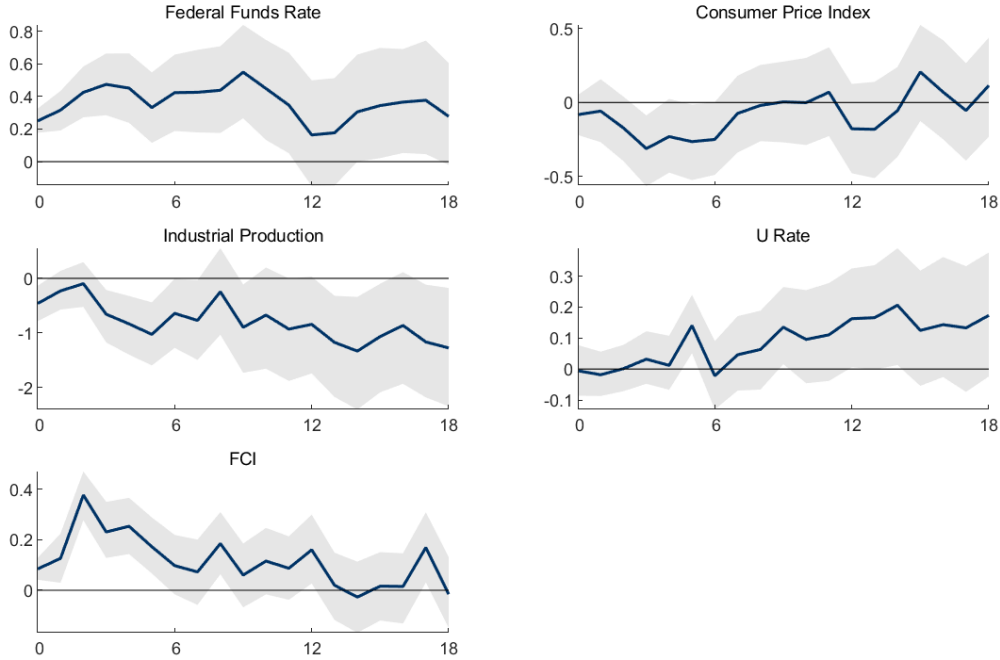 Federal Funds Rate
0.8
0.6
0.4
0.2
0
0 6 12 18
Consumer Price Index
0.5
0
-0.5
0 6 12 18
Industrial Production
0
-1
-2
0 6 12 18
U Rate
0.3
0.2
0.1
0
-0.1
0 6 12 18
FCI
0.4
0.2
0
0 6 12 18